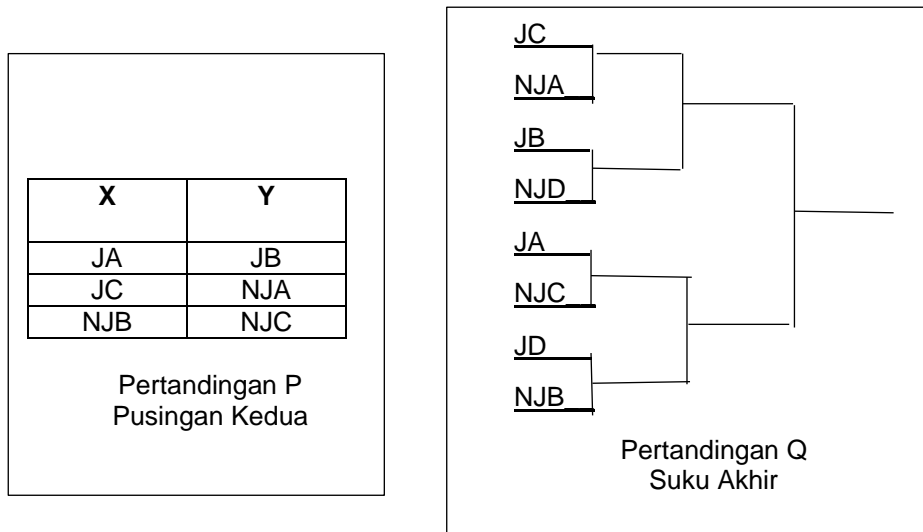 X Y
JA JB
JC NJA
NJB NJC
Pertandingan P
Pusingan Kedua
JC
NJA
JB
NJD
JA
NJC
JD
NJB
Pertandingan Q
Suku Akhir